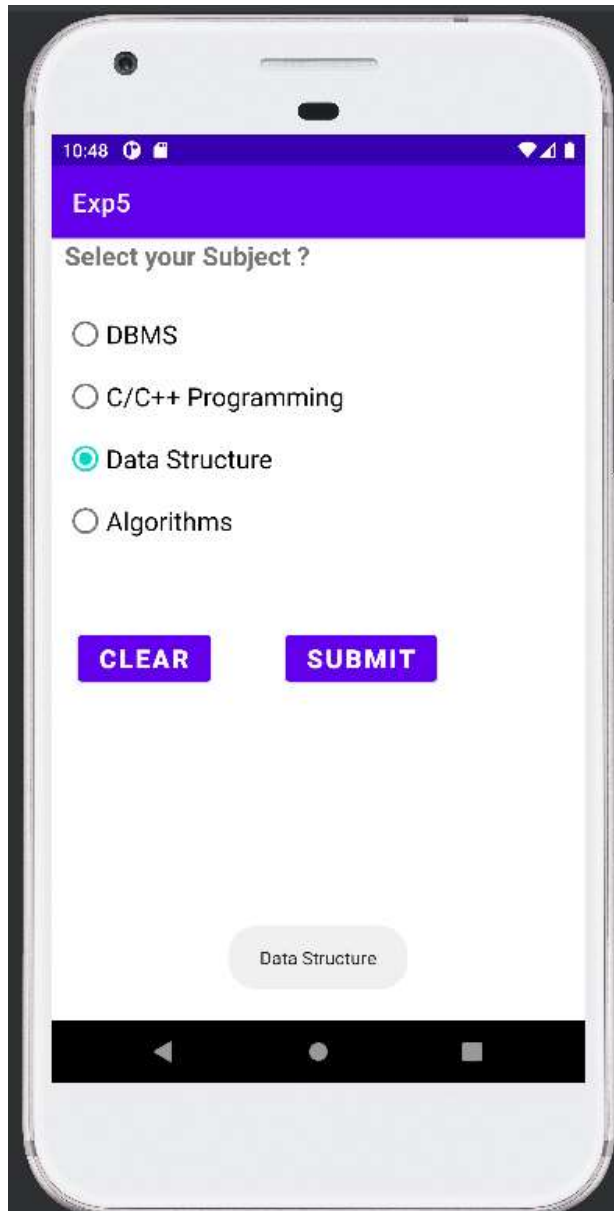 10:48
Exp5
Select your Subject ?
DBMS
C/C++ Programming
Data Structure
Algorithms
CLEAR SUBMIT
Data Structure